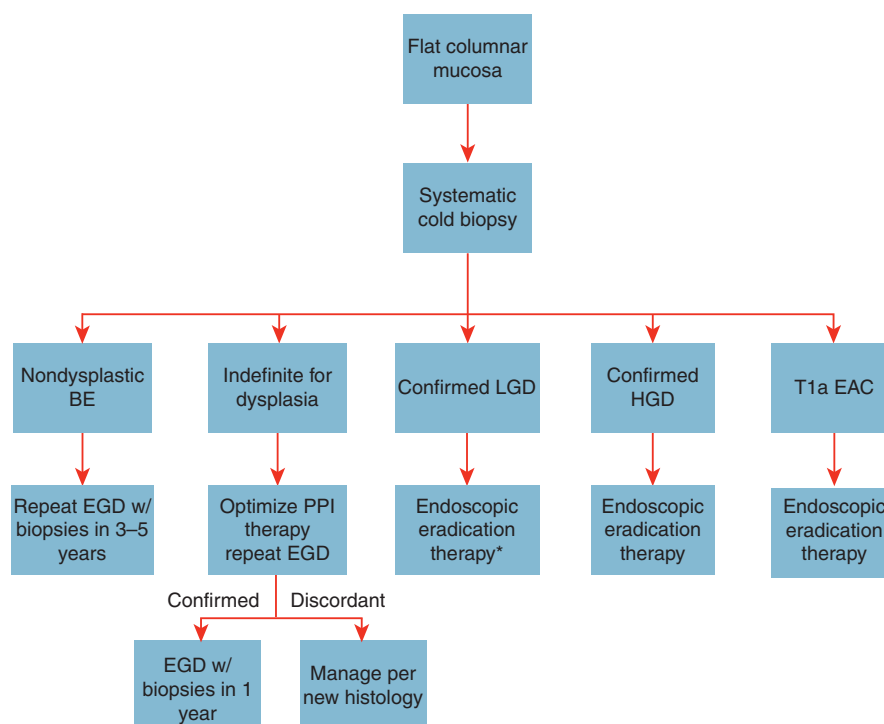 Flat columnar
mucosa
Systematic
cold biopsy
Nondysplastic
BE
Indefinite for
dysplasia
Confirmed LGD
Confirmed
HGD
T1a EAC
Repeat EGD w/
biopsies in 3–5
years
Optimize PPI
therapy
repeat EGD
Endoscopic
eradication
therapy*
Endoscopic
eradication
therapy
Endoscopic
eradication
therapy
Confirmed
Discordant
EGD w/
biopsies in 1
year
Manage per
new histology